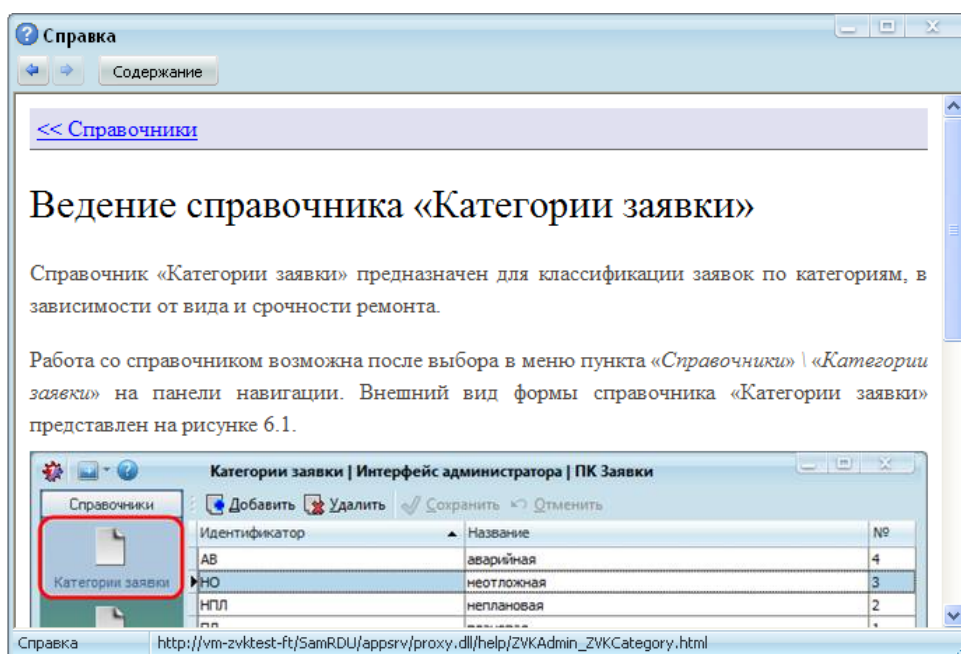 Справка
Содержание
<< Справочники
Ведение справочника «Категории заявки»
Справочник «Категории заявки» предназначен для классификации заявок по категориям, в
зависимости от вида и срочности ремонта.
Работа со справочником возможна после выбора в меню пункта «Справочники» \ «Категории
заявки» на панели навигации. Внешний вид формы справочника «Категории заявки»
представлен на рисунке 6.1.
Категории заявки | Интерфейс администратора | ПК Заявки
Справочники Добавить Удалить Сохранить Отменить
Идентификатор Название №
АВ аварийная 4
Категории заявки НО неотложная 3
НПЛ неплановая 2
Справка http://vm-zvktest-ft/SamRDU/appsrv/proxy.dll/help/ZVKAdmin_ZVKCategory.html